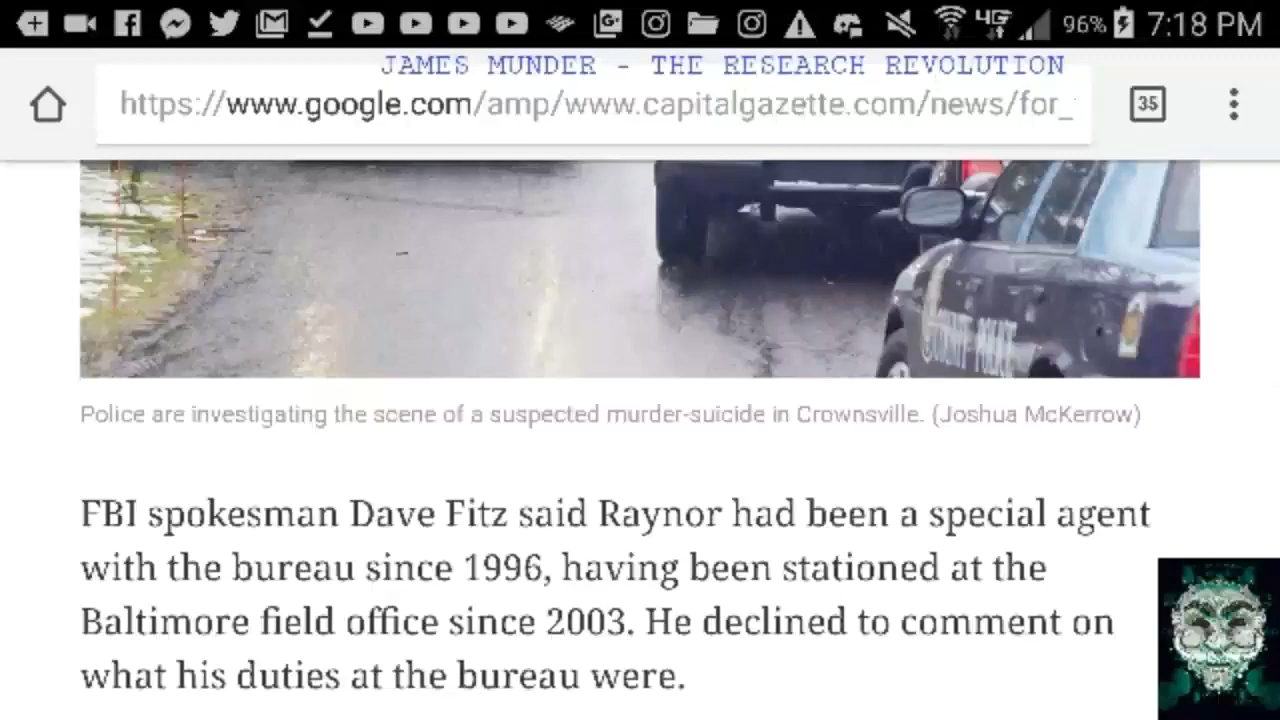 4G 96% 7:18 PM
JAMES MUNDER - THE RESEARCH REVOLUTION
https://www.google.com/amp/www.capitalgazette.com/news/for_
35
POLICE
Police are investigating the scene of a suspected murder-suicide in Crownsville. (Joshua McKerrow)
FBI spokesman Dave Fitz said Raynor had been a special agent
with the bureau since 1996, having been stationed at the
Baltimore field office since 2003. He declined to comment on
what his duties at the bureau were.